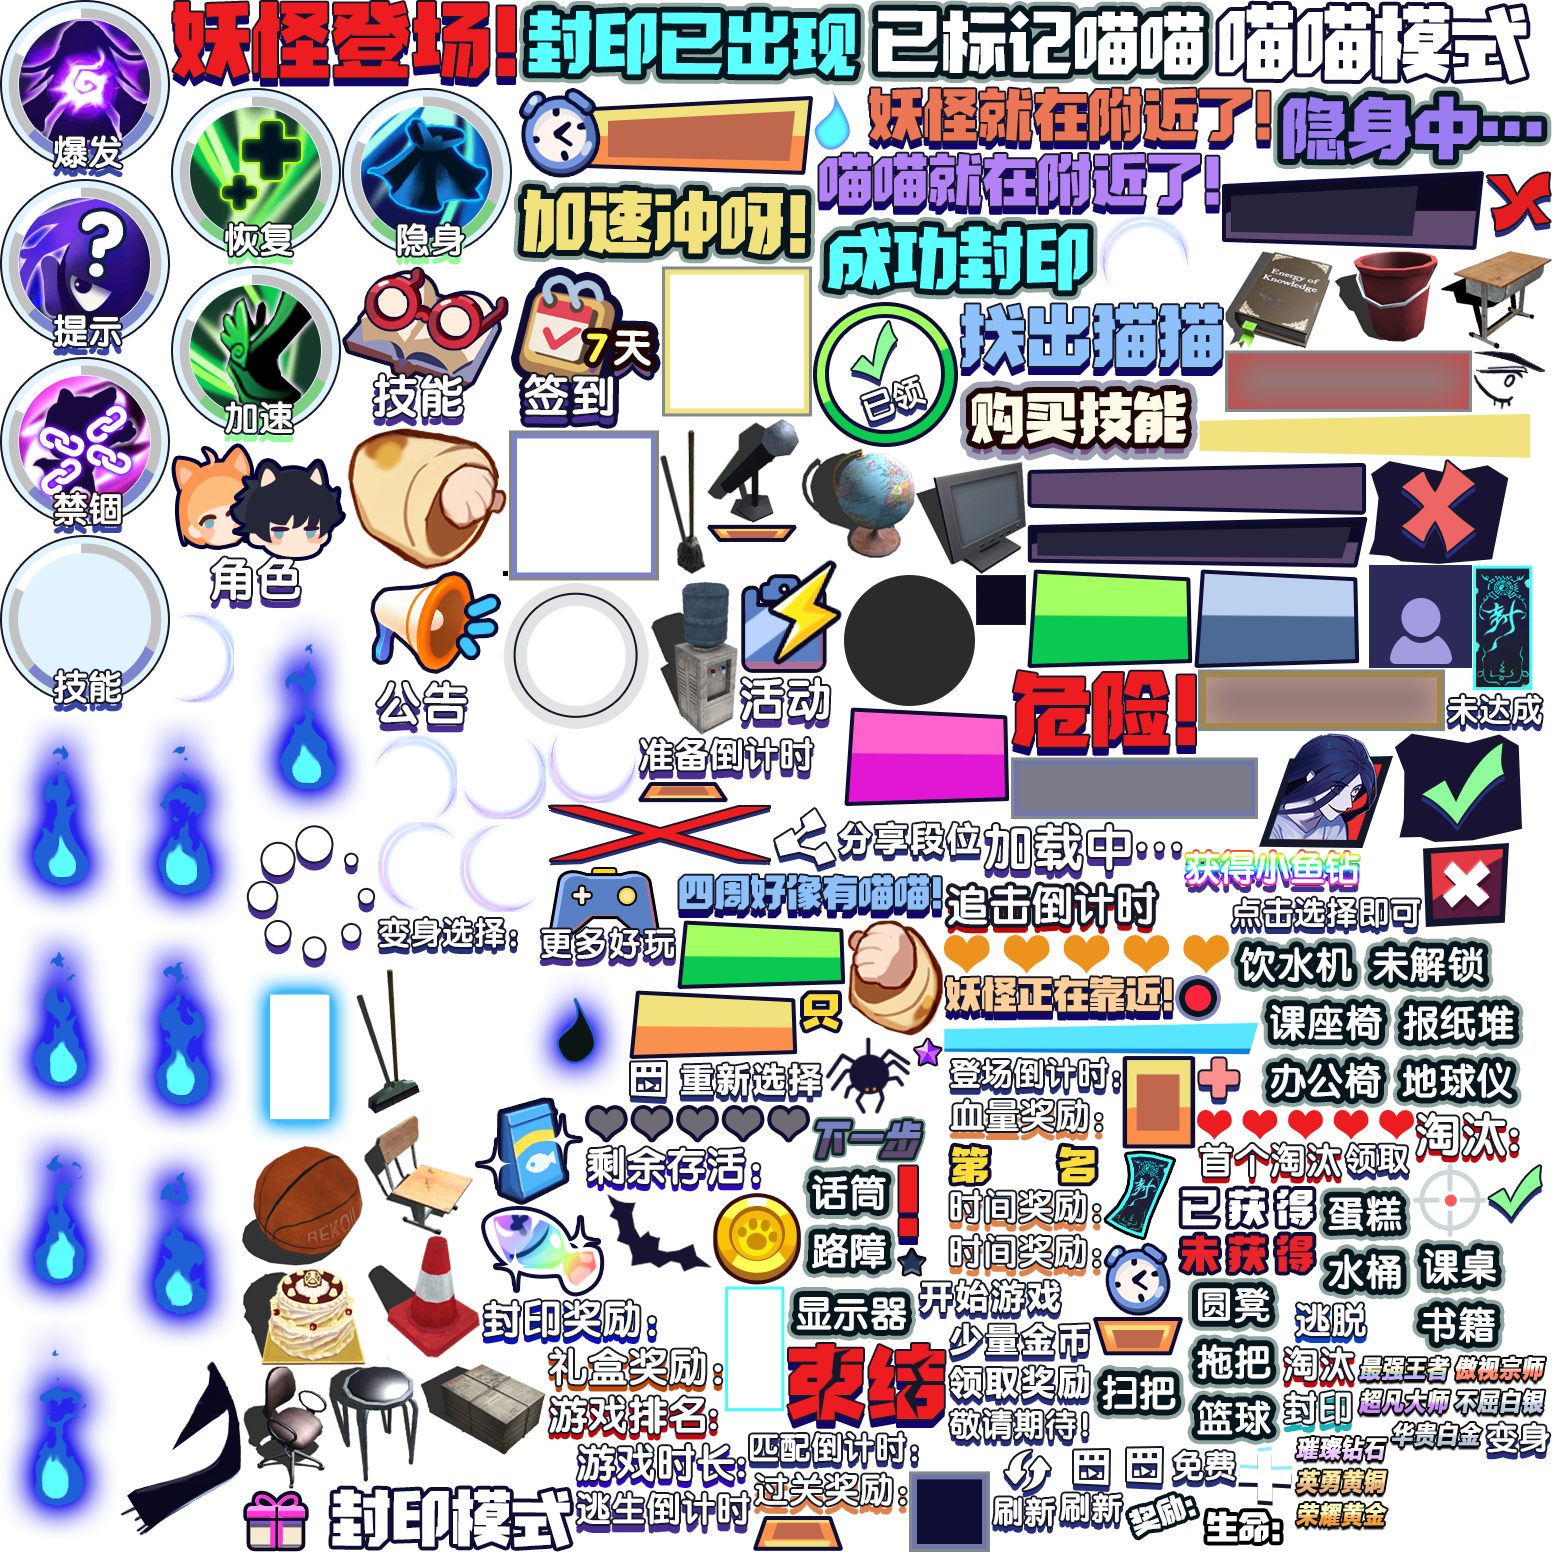 妖怪登场!
封印已出现
已标记喵喵
喵喵模式
爆发
妖怪就在附近了!
隐身中···
喵喵就在附近了!
恢复
隐身
加速冲呀!
成功封印
提示
Energy of
Knowledge
找出猫猫
7天
技能
签到
已领
加速
购买技能
禁锢
角色
封
技能
公告
活动
危险!
未达成
准备倒计时
分享段位
加载中···
获得小鱼钻
四周好像有喵喵!
追击倒计时
点击选择即可
变身选择:
更多好玩
饮水机
未解锁
妖怪正在靠近!
只
课座椅
报纸堆
重新选择
登场倒计时:
办公椅
地球仪
血量奖励:
下一步
淘汰:
剩余存活:
第
名
首个淘汰领取
话筒
时间奖励:
封
已获得
蛋糕
REKOIL
路障
时间奖励:
未获得
水桶
课桌
开始游戏
圆凳
封印奖励:
显示器
逃脱
书籍
少量金币
礼盒奖励:
拖把
淘汰
最强王者
傲视宗师
领取奖励
扫把
超凡大师
不屈白银
游戏排名:
敬请期待!
篮球
封印
华贵白金
变身
匹配倒计时:
璀璨钻石
游戏时长:
免费
过关奖励:
英勇黄铜
逃生倒计时
刷新
刷新
奖励:
生命:
荣耀黄金
封印模式